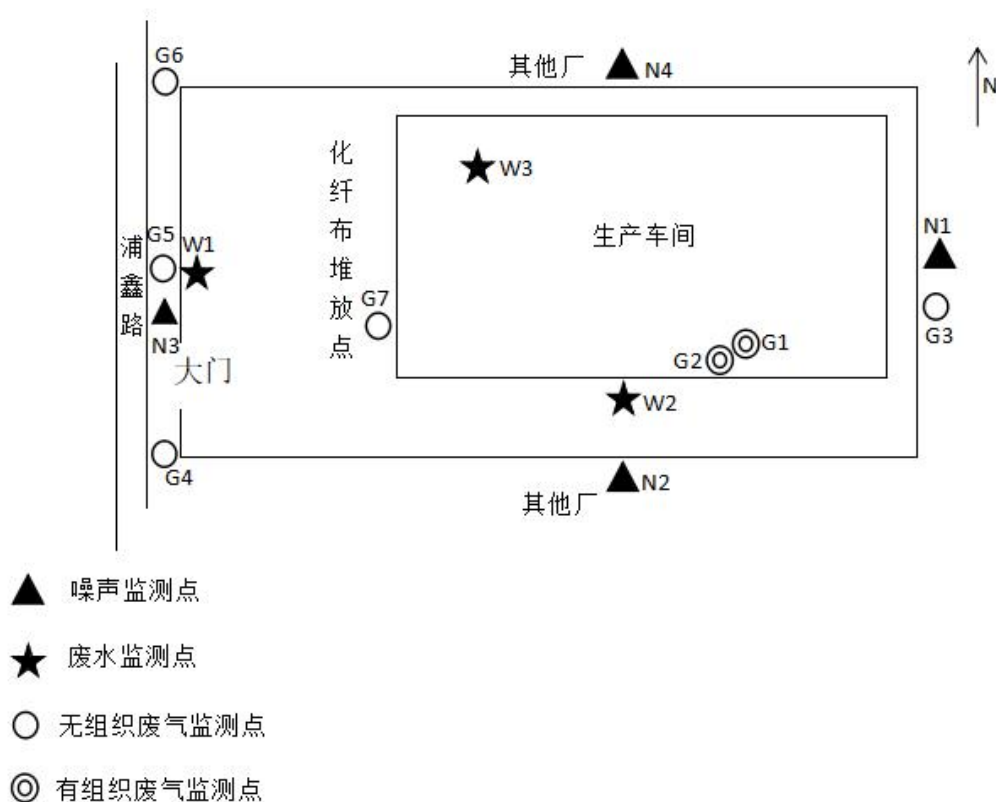 G6
其他厂
N4
N
化纤布堆放点
W3
生产车间
N1
浦鑫路
G5
W1
G7
G3
N3
大门
G1
G2
W2
G4
其他厂
N2
噪声监测点
废水监测点
无组织废气监测点
有组织废气监测点